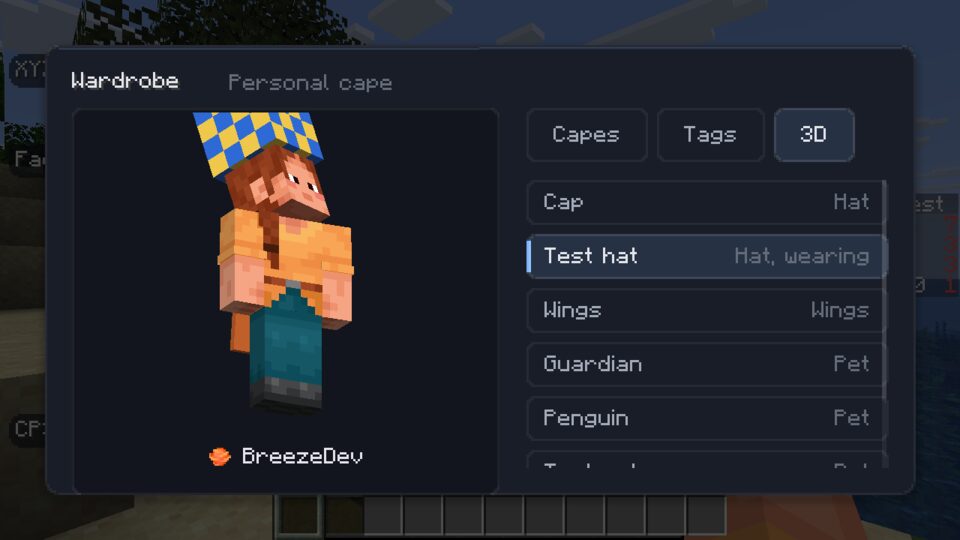 Wardrobe
Personal cape
XY
Capes
Tags
3D
Cap
Hat
Test hat
Hat, wearing
Wings
Wings
Guardian
Pet
Penguin
Pet
BreezeDev